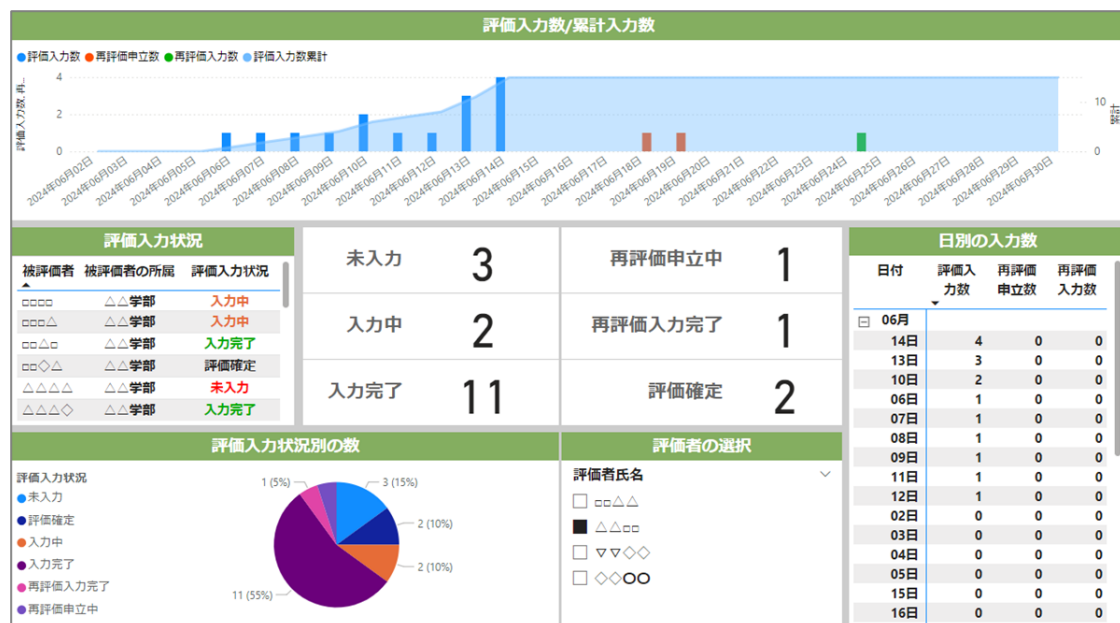 評価入力数/累計入力数
評価入力数 再評価申立数 再評価入力数 評価入力数累計
評価入力数, 再...
4
2
0
10
0
累計
2024年06月02日
2024年06月03日
2024年06月04日
2024年06月05日
2024年06月06日
2024年06月07日
2024年06月08日
2024年06月09日
2024年06月10日
2024年06月11日
2024年06月12日
2024年06月13日
2024年06月14日
2024年06月15日
2024年06月16日
2024年06月17日
2024年06月18日
2024年06月19日
2024年06月20日
2024年06月21日
2024年06月22日
2024年06月23日
2024年06月24日
2024年06月25日
2024年06月26日
2024年06月27日
2024年06月28日
2024年06月29日
2024年06月30日
評価入力状況
被評価者 被評価者の所属 評価入力状況
□□□□ △△学部 入力中
□□□△ △△学部 入力中
□□△□ △△学部 入力完了
□□◇△ △△学部 評価確定
△△△△ △△学部 未入力
△△△◇ △△学部 入力完了
未入力 3
入力中 2
入力完了 11
再評価申立中 1
再評価入力完了 1
評価確定 2
日別の入力数
日付 評価入力数 再評価申立数 再評価入力数
06月
14日 4 0 0
13日 3 0 0
10日 2 0 0
06日 1 0 0
07日 1 0 0
08日 1 0 0
09日 1 0 0
11日 1 0 0
12日 1 0 0
02日 0 0 0
03日 0 0 0
04日 0 0 0
05日 0 0 0
15日 0 0 0
16日 0 0 0
評価入力状況別の数
評価入力状況
未入力
評価確定
入力中
入力完了
再評価入力完了
再評価申立中
1 (5%)
3 (15%)
2 (10%)
2 (10%)
11 (55%)
評価者の選択
評価者氏名
□□△△
△△□□
▽▽◇◇
◇◇○○